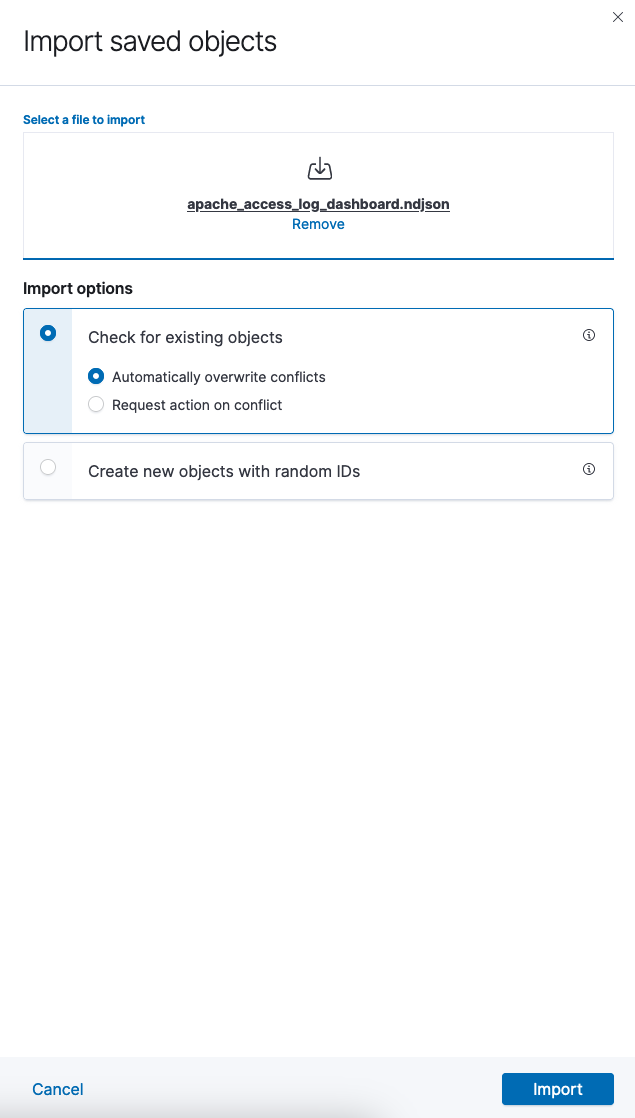 Import saved objects
Select a file to import
apache_access_log_dashboard.ndjson
Remove
Import options
Check for existing objects
Automatically overwrite conflicts
Request action on conflict
Create new objects with random IDs
Cancel
Import